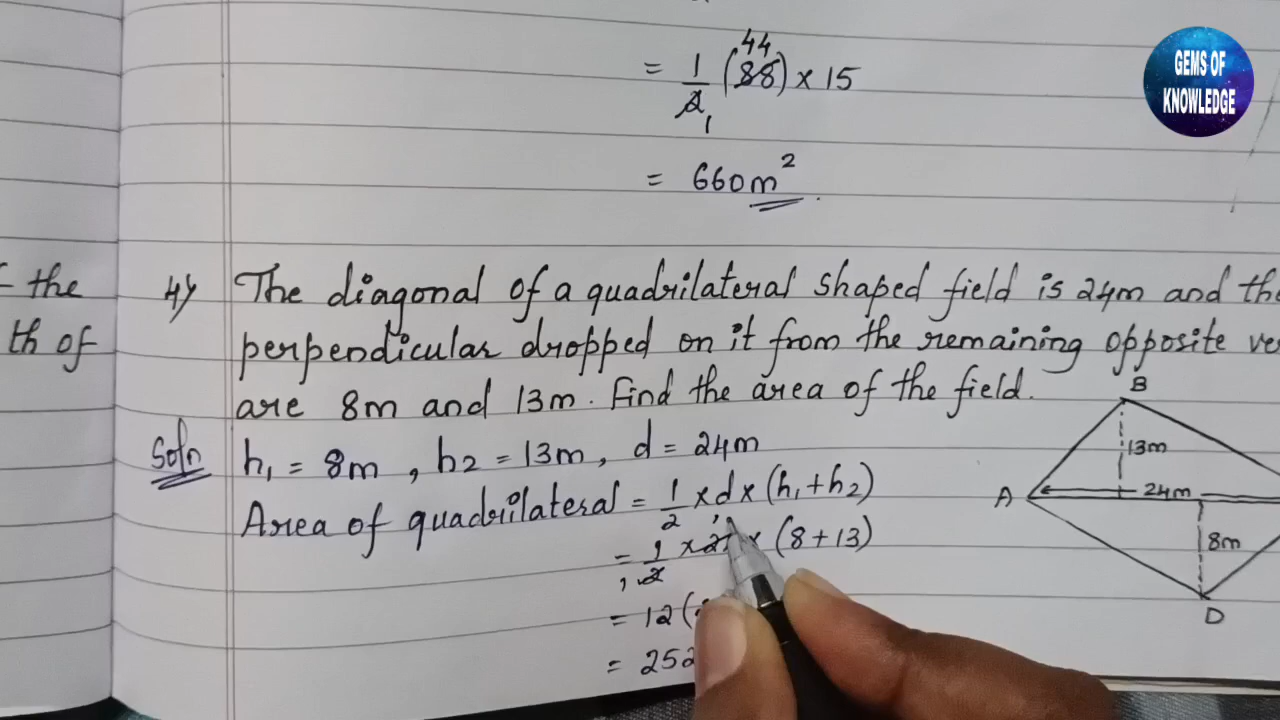 44
= 1/2 (88) × 15
1
= 660m²
GEMS OF
KNOWLEDGE
the
th of
4) The diagonal of a quadrilateral shaped field is 24m and the
perpendicular dropped on it from the remaining opposite
are 8m and 13m. Find the area of the field.
Soln h₁ = 8m, h2 = 13m, d = 24m
Area of quadrilateral = 1/2 × d × (h₁ + h₂)
= 1/2 × × (8 + 13)
= 12(
= 252
B
13m
A
24m
8m
D